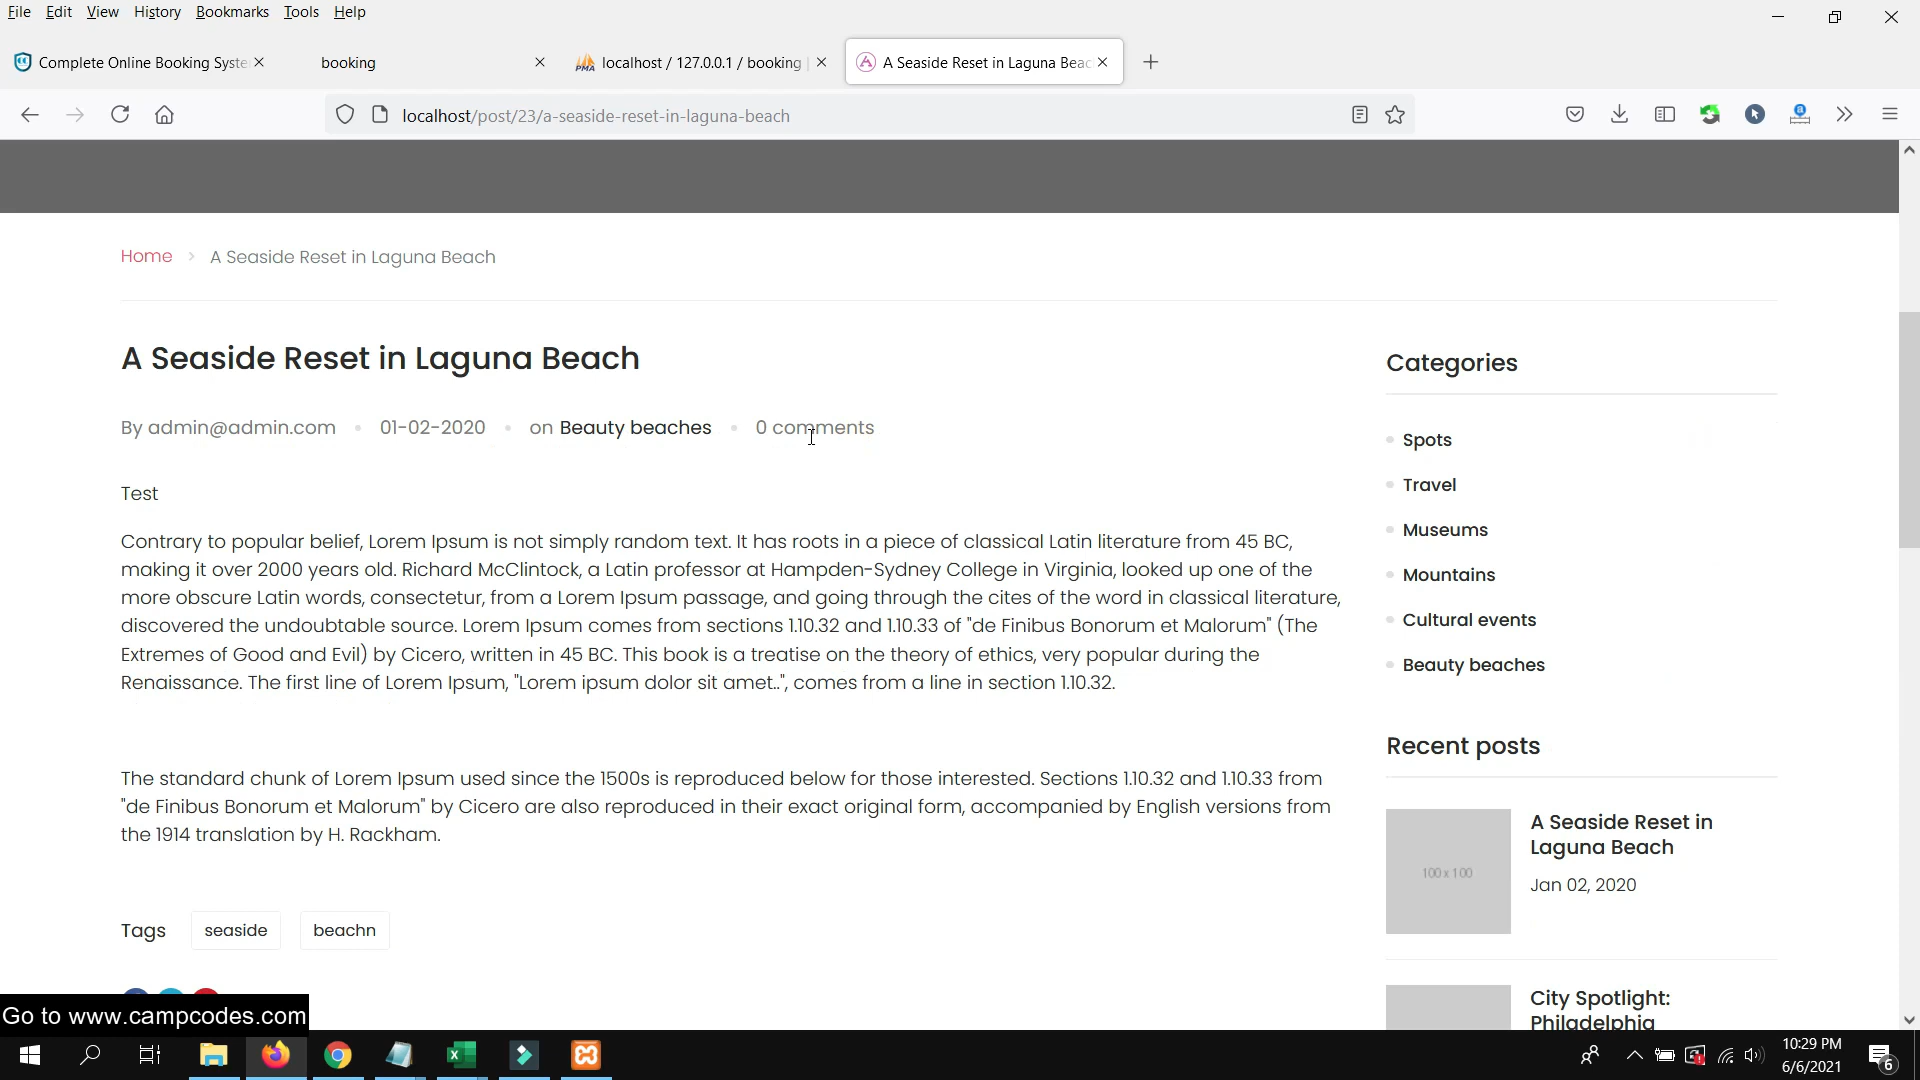 File Edit View History Bookmarks Tools Help
Complete Online Booking Syste
booking
localhost / 127.0.0.1 / booking |
A Seaside Reset in Laguna Beac
localhost/post/23/a-seaside-reset-in-laguna-beach
Home > A Seaside Reset in Laguna Beach
A Seaside Reset in Laguna Beach
By admin@admin.com • 01-02-2020 • on Beauty beaches • 0 comments
Test
Contrary to popular belief, Lorem Ipsum is not simply random text. It has roots in a piece of classical Latin literature from 45 BC,
making it over 2000 years old. Richard McClintock, a Latin professor at Hampden-Sydney College in Virginia, looked up one of the
more obscure Latin words, consectetur, from a Lorem Ipsum passage, and going through the cites of the word in classical literature,
discovered the undoubtable source. Lorem Ipsum comes from sections 1.10.32 and 1.10.33 of "de Finibus Bonorum et Malorum" (The
Extremes of Good and Evil) by Cicero, written in 45 BC. This book is a treatise on the theory of ethics, very popular during the
Renaissance. The first line of Lorem Ipsum, "Lorem ipsum dolor sit amet..", comes from a line in section 1.10.32.
The standard chunk of Lorem Ipsum used since the 1500s is reproduced below for those interested. Sections 1.10.32 and 1.10.33 from
"de Finibus Bonorum et Malorum" by Cicero are also reproduced in their exact original form, accompanied by English versions from
the 1914 translation by H. Rackham.
Tags seaside beachn
Categories
Spots
Travel
Museums
Mountains
Cultural events
Beauty beaches
Recent posts
100 x 100
A Seaside Reset in
Laguna Beach
Jan 02, 2020
City Spotlight:
Philadelphia
Go to www.campcodes.com
10:29 PM
6/6/2021
6